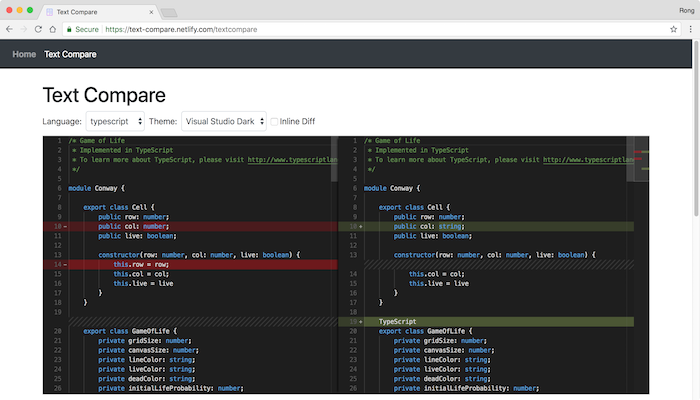 Text Compare
Rong
Secure https://text-compare.netlify.com/textcompare
Home Text Compare
Text Compare
Language: typescript Theme: Visual Studio Dark Inline Diff
1 /* Game of Life
2 * Implemented in TypeScript
3 * To learn more about TypeScript, please visit http://www.typescriptlan
4 */
5
6 module Conway {
7
8 export class Cell {
9 public row: number;
10 - public col: number;
11 public live: boolean;
12
13 constructor(row: number, col: number, live: boolean) {
14 - this.row = row;
15 this.col = col;
16 this.live = live
17 }
18 }
19
20 export class GameOfLife {
21 private gridSize: number;
22 private canvasSize: number;
23 private lineColor: string;
24 private liveColor: string;
25 private deadColor: string;
26 private initialLifeProbability: number;
1 /* Game of Life
2 * Implemented in TypeScript
3 * To learn more about TypeScript, please visit http://www.typescriptlan
4 */
5
6 module Conway {
7
8 export class Cell {
9 public row: number;
10 + public col: string;
11 public live: boolean;
12
13 constructor(row: number, col: number, live: boolean) {
14 this.col = col;
15 this.live = live
16 }
17 }
18
19 + TypeScript
20 export class GameOfLife {
21 private gridSize: number;
22 private canvasSize: number;
23 private lineColor: string;
24 private liveColor: string;
25 private deadColor: string;
26 private initialLifeProbability: number;